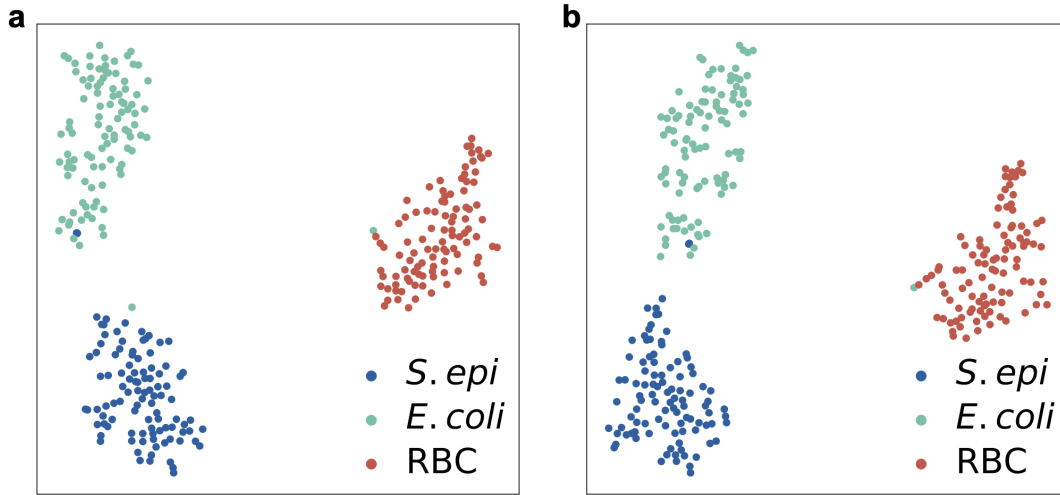 a
b
S. epi
E. coli
RBC
S. epi
E. coli
RBC